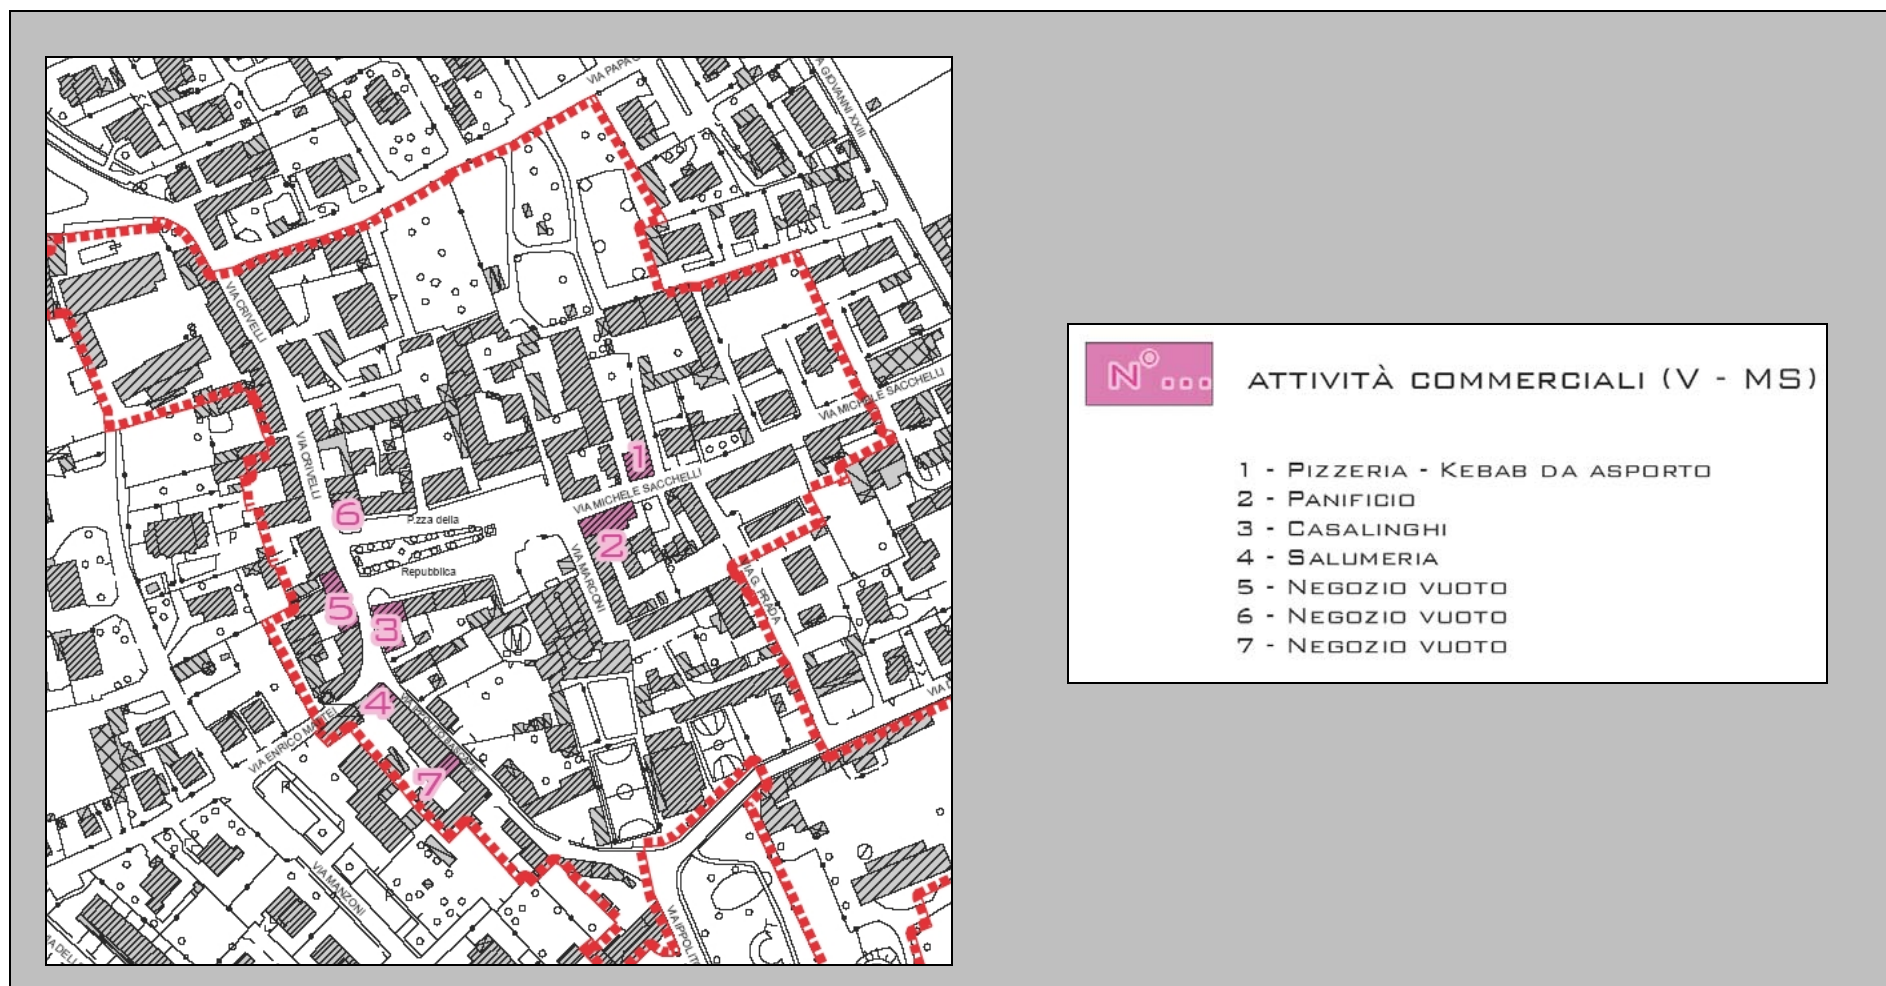 VIA PAPA
GIOVANNI XXIII
VIA CRIVELLI
VIA MICHELE SACCHELLI
VIA CRIVELLI
1
VIA MICHELE SACCHELLI
6
P.zza della
2
Repubblica
VIA MARCONI
VIA G. PRADA
5
3
4
VIA ENRICO MATTEI
7
P
VIA MANZONI
P
VIA IPPOLITO
VIA DELL
N° ...
ATTIVITÀ COMMERCIALI (V - MS)
1 - PIZZERIA - KEBAB DA ASPORTO
2 - PANIFICIO
3 - CASALINGHI
4 - SALUMERIA
5 - NEGOZIO VUOTO
6 - NEGOZIO VUOTO
7 - NEGOZIO VUOTO